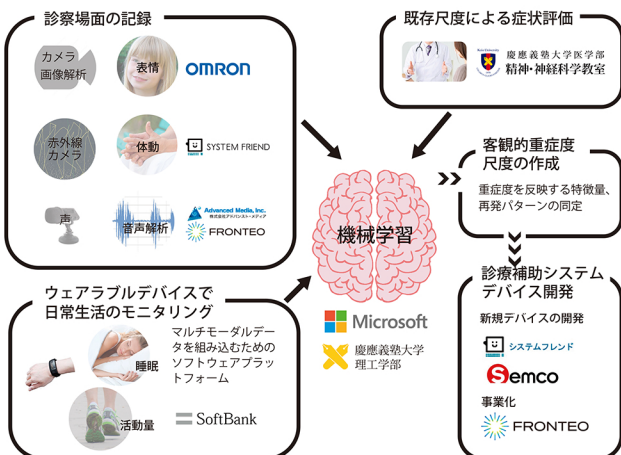 診察場面の記録
カメラ
画像解析
表情
OMRON
赤外線
カメラ
体動
SYSTEM FRIEND
声
音声解析
Advanced Media, Inc.
株式会社アドバンスト・メディア
FRONTEO
既存尺度による症状評価
慶應義塾大学医学部
精神・神経科学教室
機械学習
Microsoft
慶應義塾大学
理工学部
客観的重症度
尺度の作成
重症度を反映する特徴量、
再発パターンの同定
ウェアラブルデバイスで
日常生活のモニタリング
マルチモーダルデー
タを組み込むための
ソフトウェアプラッ
トフォーム
睡眠
活動量
SoftBank
診療補助システム
デバイス開発
新規デバイスの開発
システムフレンド
Semco
事業化
FRONTEO